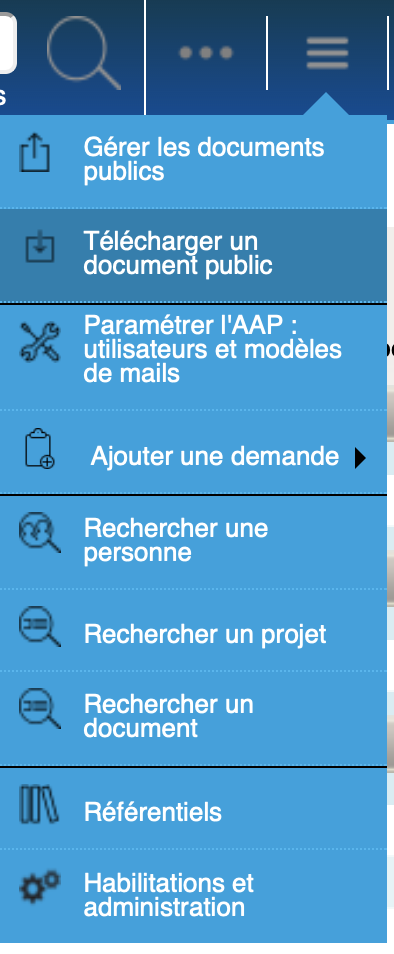 s
Gérer les documents
publics
Télécharger un
document public
Paramétrer l'AAP :
utilisateurs et modèles
de mails
Ajouter une demande
Rechercher une
personne
Rechercher un projet
Rechercher un
document
Référentiels
Habilitations et
administration